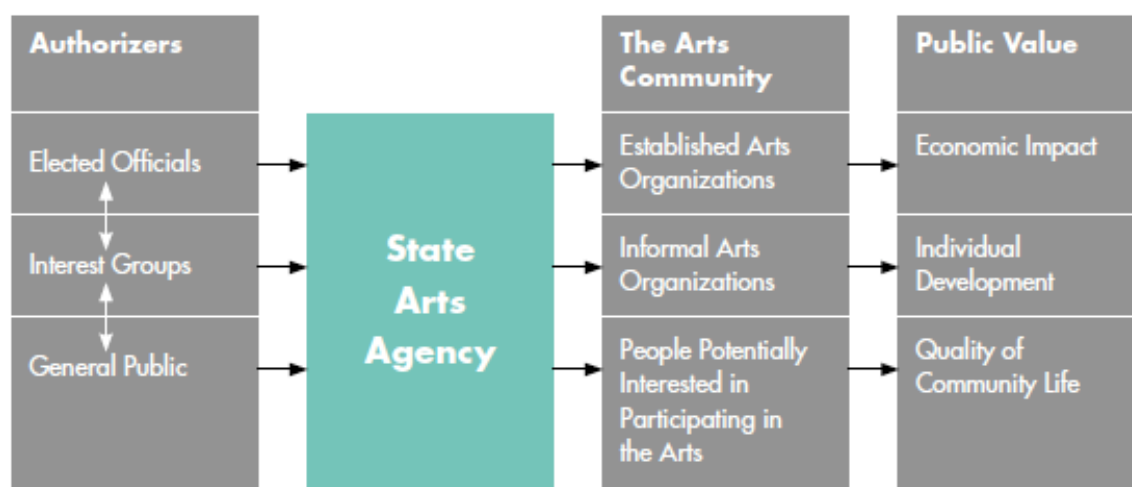 Authorizers
Elected Officials
Interest Groups
General Public
State
Arts
Agency
The Arts
Community
Established Arts
Organizations
Informal Arts
Organizations
People Potentially
Interested in
Participating in
the Arts
Public Value
Economic Impact
Individual
Development
Quality of
Community Life